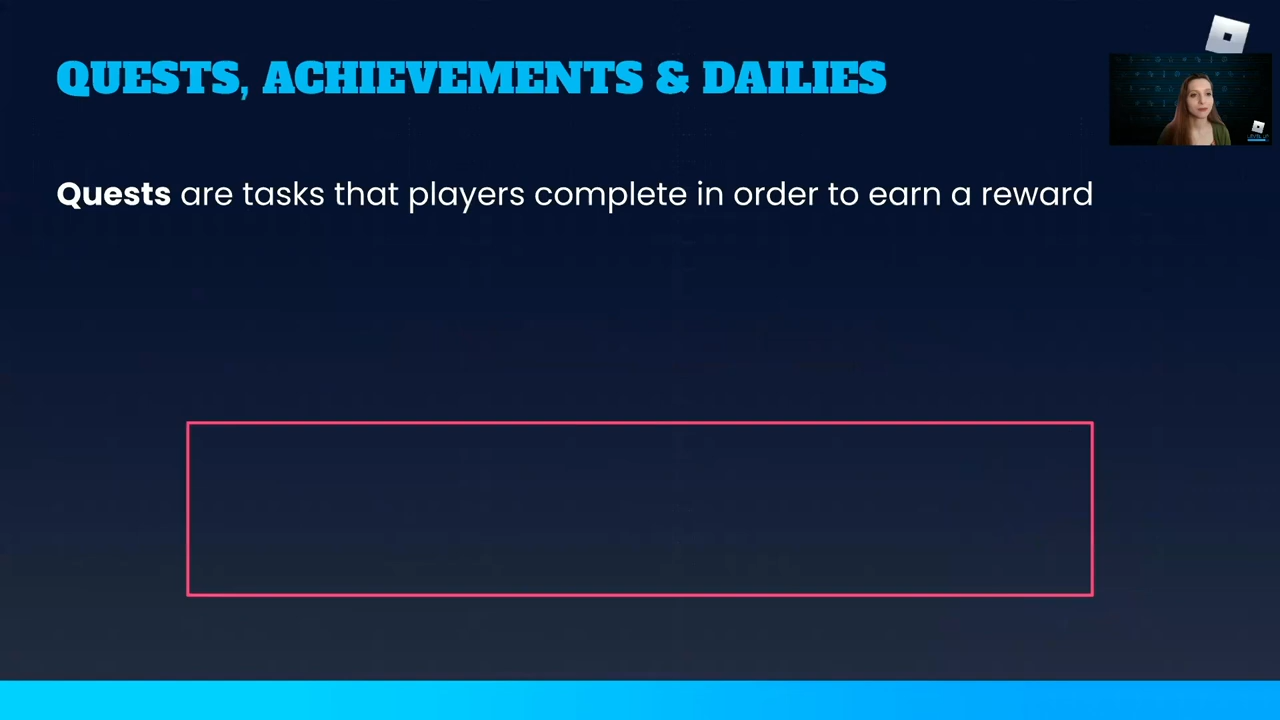 QUESTS, ACHIEVEMENTS & DAILIES
Quests are tasks that players complete in order to earn a reward